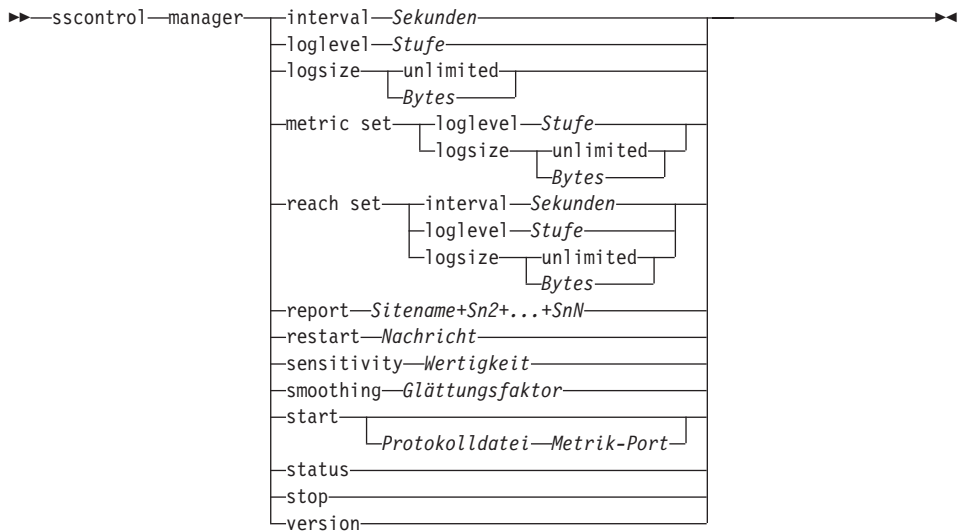 sscontrol manager interval Sekunden
loglevel Stufe
logsize unlimited
Bytes
metric set loglevel Stufe
logsize unlimited
Bytes
reach set interval Sekunden
loglevel Stufe
logsize unlimited
Bytes
report Sitename+Sn2+...+SnN
restart Nachricht
sensitivity Wertigkeit
smoothing Glättungsfaktor
start
Protokolldatei Metrik-Port
status
stop
version